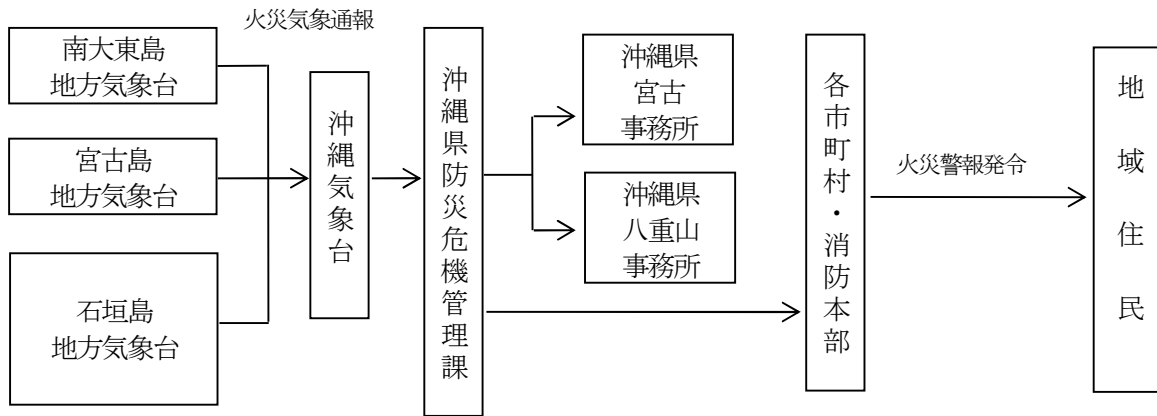 火災気象通報
南大東島
地方気象台
宮古島
地方気象台
石垣島
地方気象台
沖縄気象台
沖縄県防災危機管理課
沖縄県
宮古
事務所
沖縄県
八重山
事務所
各市町村・消防本部
火災警報発令
地域住民